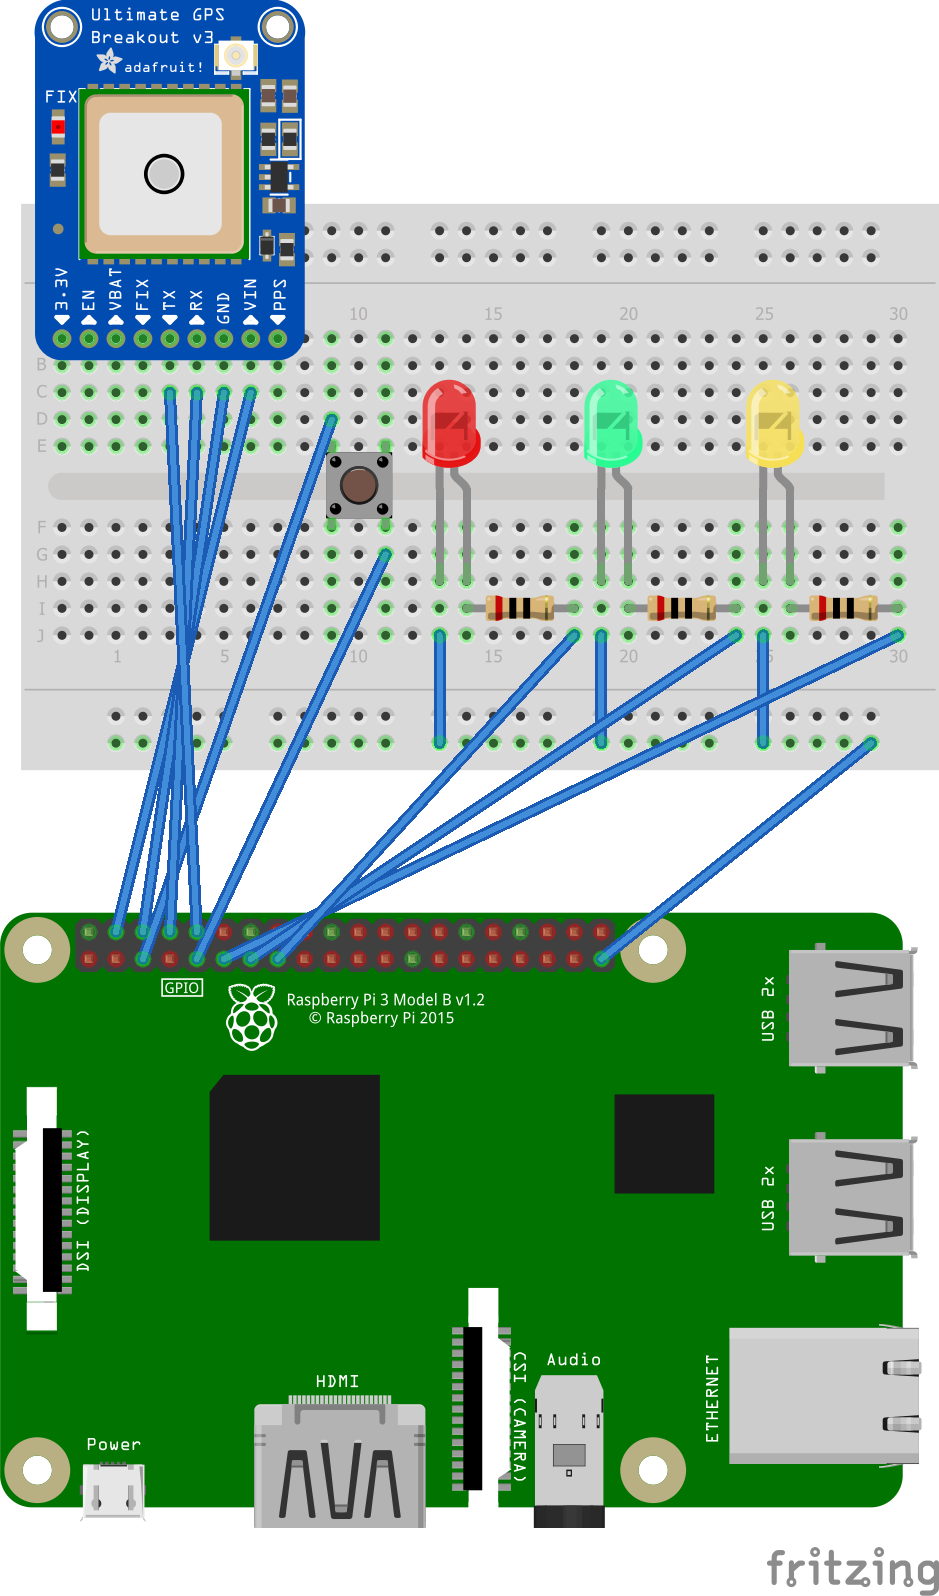 Ultimate GPS
Breakout v3
adafruit!
FIX
3.3V
EN
VBAT
FIX
TX
RX
GND
VIN
PPS
10
15
20
25
30
B
C
D
E
F
G
H
I
J
1
5
10
15
20
25
30
GPIO
Raspberry Pi 3 Model B v1.2
© Raspberry Pi 2015
USB 2x
DSI (DISPLAY)
USB 2x
HDMI
CSI (CAMERA)
Audio
ETHERNET
Power
fritzing